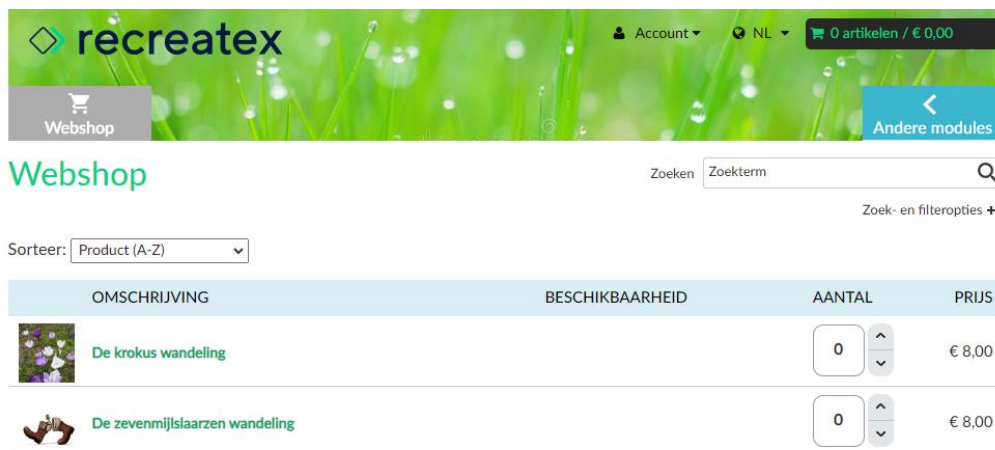 recreatex
Account
NL
0 artikelen / € 0,00
Webshop
Andere modules
Webshop
Zoeken
Zoekterm
Zoek- en filteropties +
Sorteer: Product (A-Z)
OMSCHRIJVING BESCHIKBAARHEID AANTAL PRIJS
De krokus wandeling 0 € 8,00
De zevenmijlslaarzen wandeling 0 € 8,00